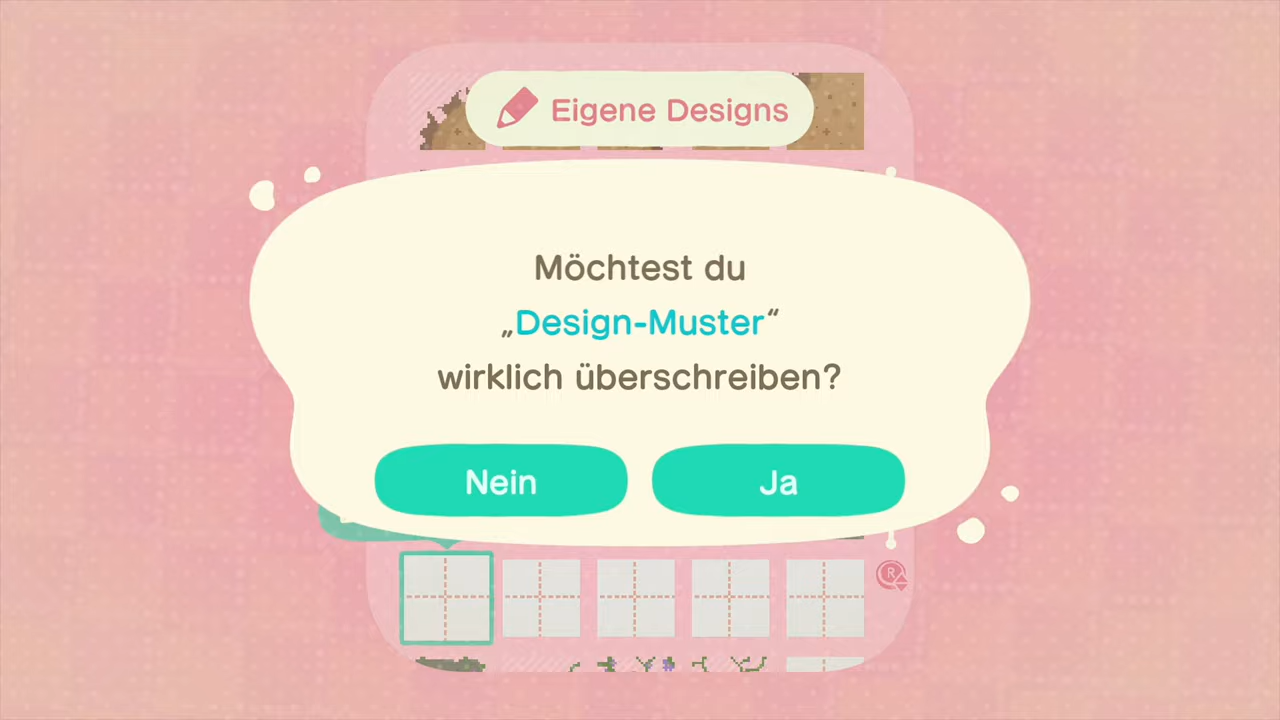 Eigene Designs
Möchtest du
„Design-Muster“
wirklich überschreiben?
Nein
Ja
R